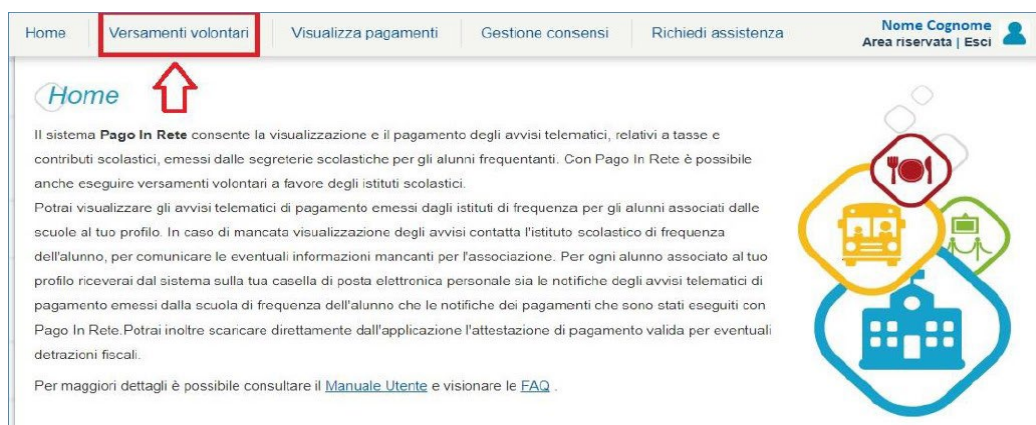 Home Versamenti volontari Visualizza pagamenti Gestione consensi Richiedi assistenza Nome Cognome
Area riservata | Esci
Home
Il sistema Pago In Rete consente la visualizzazione e il pagamento degli avvisi telematici, relativi a tasse e
contributi scolastici, emessi dalle segreterie scolastiche per gli alunni frequentanti. Con Pago In Rete è possibile
anche eseguire versamenti volontari a favore degli istituti scolastici.
Potrai visualizzare gli avvisi telematici di pagamento emessi dagli istituti di frequenza per gli alunni associati dalle
scuole al tuo profilo. In caso di mancata visualizzazione degli avvisi contatta l'istituto scolastico di frequenza
dell'alunno, per comunicare le eventuali informazioni mancanti per l'associazione. Per ogni alunno associato al tuo
profilo riceverai dal sistema sulla tua casella di posta elettronica personale sia le notifiche degli avvisi telematici di
pagamento emessi dalla scuola di frequenza dell'alunno che le notifiche dei pagamenti che sono stati eseguiti con
Pago In Rete.Potrai inoltre scaricare direttamente dall'applicazione l'attestazione di pagamento valida per eventuali
detrazioni fiscali.
Per maggiori dettagli è possibile consultare il Manuale Utente e visionare le FAQ .